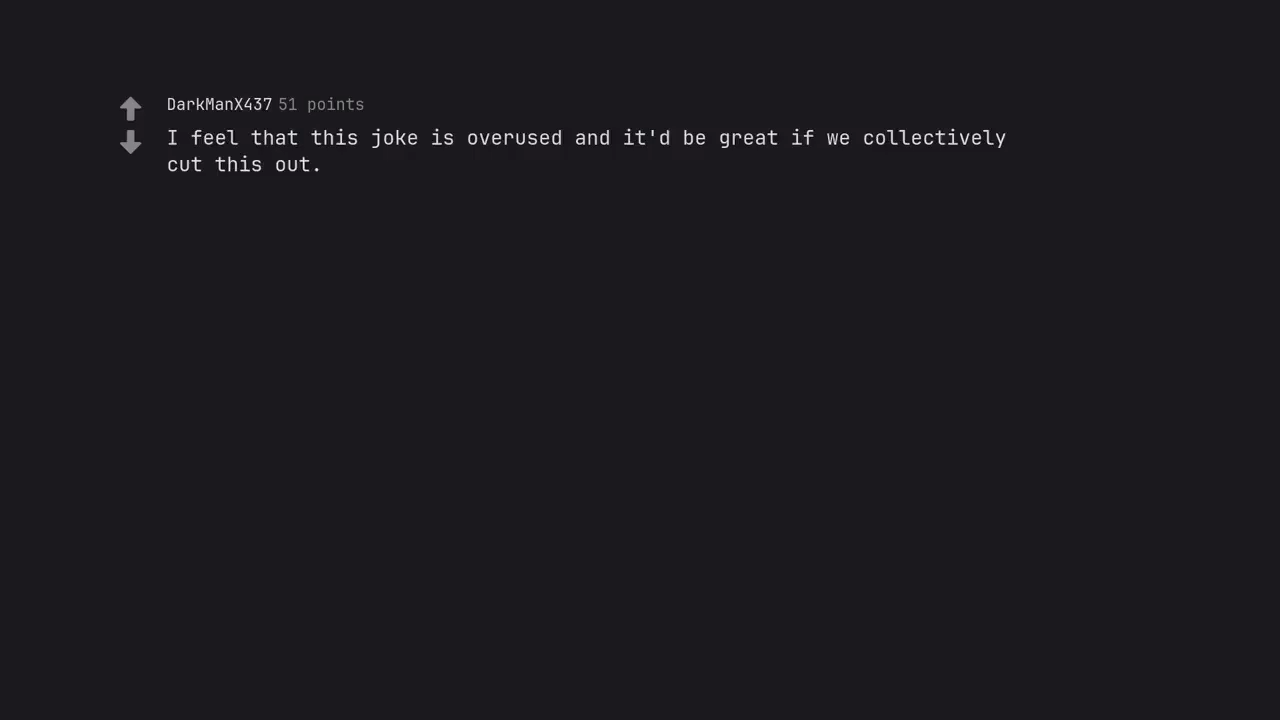 DarkManX437 51 points
I feel that this joke is overused and it'd be great if we collectively
cut this out.